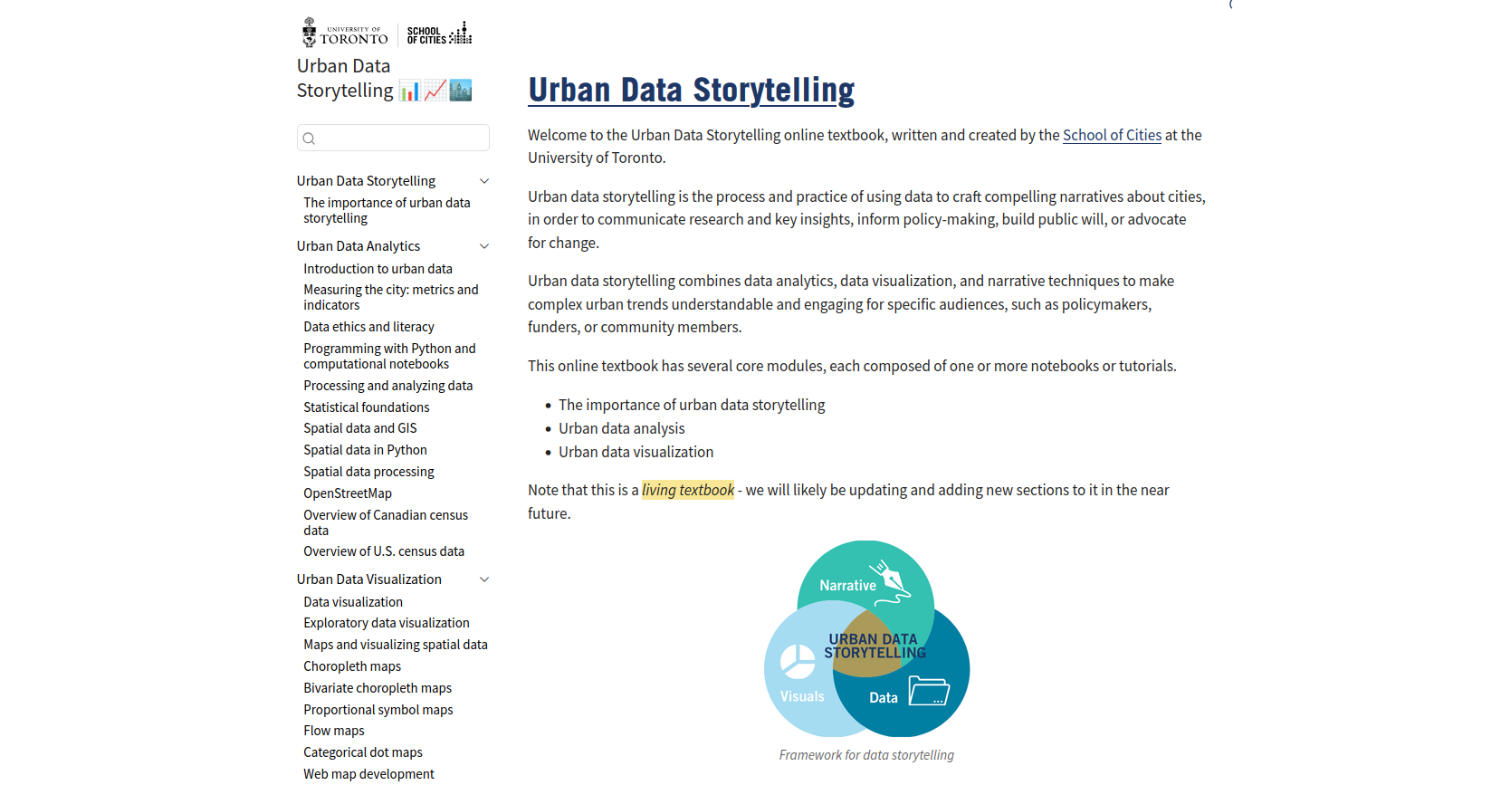 UNIVERSITY OF
TORONTO
SCHOOL
OF CITIES
Urban Data
Storytelling
Urban Data Storytelling
The importance of urban data
storytelling
Urban Data Analytics
Introduction to urban data
Measuring the city: metrics and
indicators
Data ethics and literacy
Programming with Python and
computational notebooks
Processing and analyzing data
Statistical foundations
Spatial data and GIS
Spatial data in Python
Spatial data processing
OpenStreetMap
Overview of Canadian census
data
Overview of U.S. census data
Urban Data Visualization
Data visualization
Exploratory data visualization
Maps and visualizing spatial data
Choropleth maps
Bivariate choropleth maps
Proportional symbol maps
Flow maps
Categorical dot maps
Web map development
Urban Data Storytelling
Welcome to the Urban Data Storytelling online textbook, written and created by the School of Cities at the
University of Toronto.
Urban data storytelling is the process and practice of using data to craft compelling narratives about cities,
in order to communicate research and key insights, inform policy-making, build public will, or advocate
for change.
Urban data storytelling combines data analytics, data visualization, and narrative techniques to make
complex urban trends understandable and engaging for specific audiences, such as policymakers,
funders, or community members.
This online textbook has several core modules, each composed of one or more notebooks or tutorials.
• The importance of urban data storytelling
• Urban data analysis
• Urban data visualization
Note that this is a living textbook - we will likely be updating and adding new sections to it in the near
future.
Narrative
URBAN DATA
STORYTELLING
Visuals
Data
Framework for data storytelling